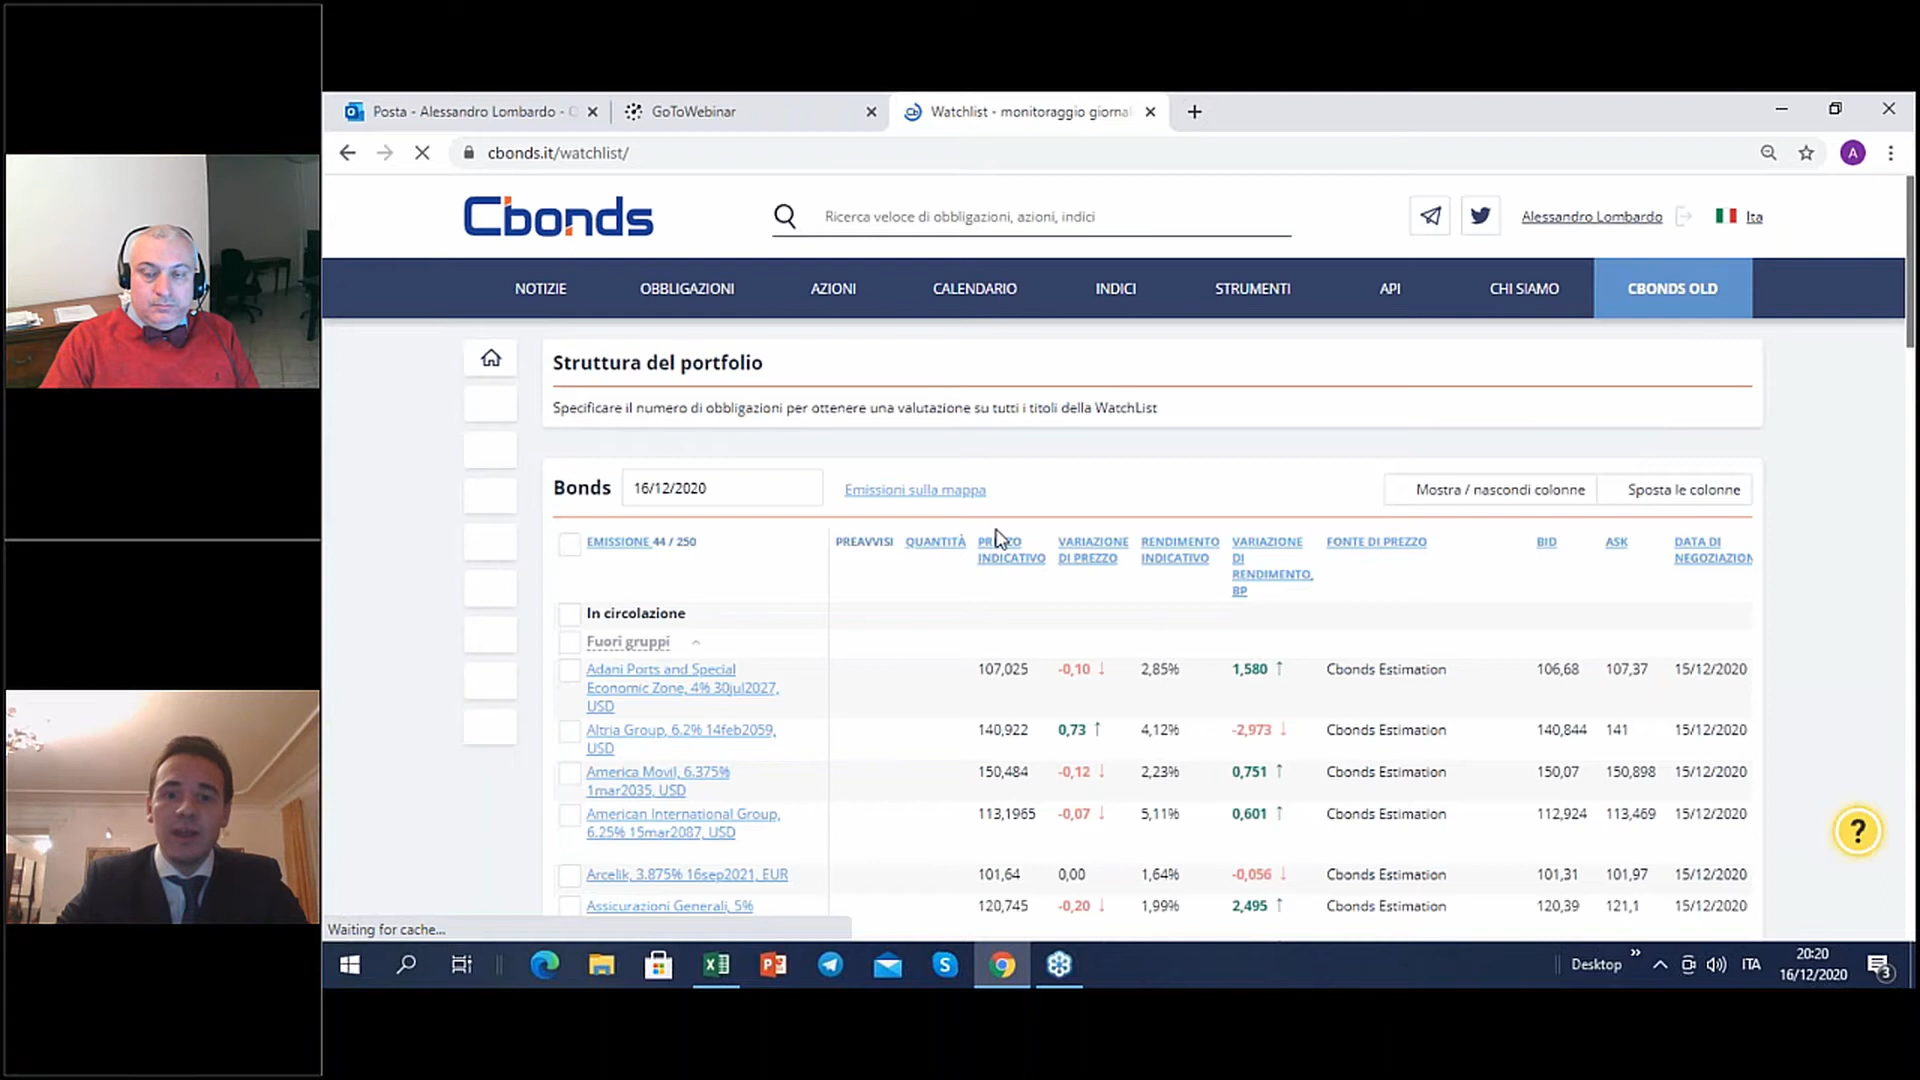 Posta - Alessandro Lombardo - O
GoToWebinar
Watchlist - monitoraggio giornal
cbonds.it/watchlist/
A
Cbonds
Ricerca veloce di obbligazioni, azioni, indici
Alessandro Lombardo
Ita
NOTIZIE OBBLIGAZIONI AZIONI CALENDARIO INDICI STRUMENTI API CHI SIAMO CBONDS OLD
Struttura del portfolio
Specificare il numero di obbligazioni per ottenere una valutazione su tutti i titoli della WatchList
Bonds 16/12/2020 Emissioni sulla mappa Mostra / nascondi colonne Sposta le colonne
EMISSIONE 44 / 250 PREAVVISI QUANTITÀ PREZZO VARIAZIONE RENDIMENTO VARIAZIONE FONTE DI PREZZO BID ASK DATA DI
INDICATIVO DI PREZZO INDICATIVO DI NEGOZIAZION
RENDIMENTO,
BP
In circolazione
Fuori gruppi
Adani Ports and Special 107,025 -0,10 ↓ 2,85% 1,580 ↑ Cbonds Estimation 106,68 107,37 15/12/2020
Economic Zone, 4% 30jul2027,
USD
Altria Group, 6.2% 14feb2059, 140,922 0,73 ↑ 4,12% -2,973 ↓ Cbonds Estimation 140,844 141 15/12/2020
USD
America Movil, 6.375% 150,484 -0,12 ↓ 2,23% 0,751 ↑ Cbonds Estimation 150,07 150,898 15/12/2020
1mar2035, USD
American International Group, 113,1965 -0,07 ↓ 5,11% 0,601 ↑ Cbonds Estimation 112,924 113,469 15/12/2020
6.25% 15mar2087, USD
Arcelik, 3.875% 16sep2021, EUR 101,64 0,00 1,64% -0,056 ↓ Cbonds Estimation 101,31 101,97 15/12/2020
Assicurazioni Generali, 5% 120,745 -0,20 ↓ 1,99% 2,495 ↑ Cbonds Estimation 120,39 121,1 15/12/2020
?
Waiting for cache...
Desktop » ITA 20:20
16/12/2020
3